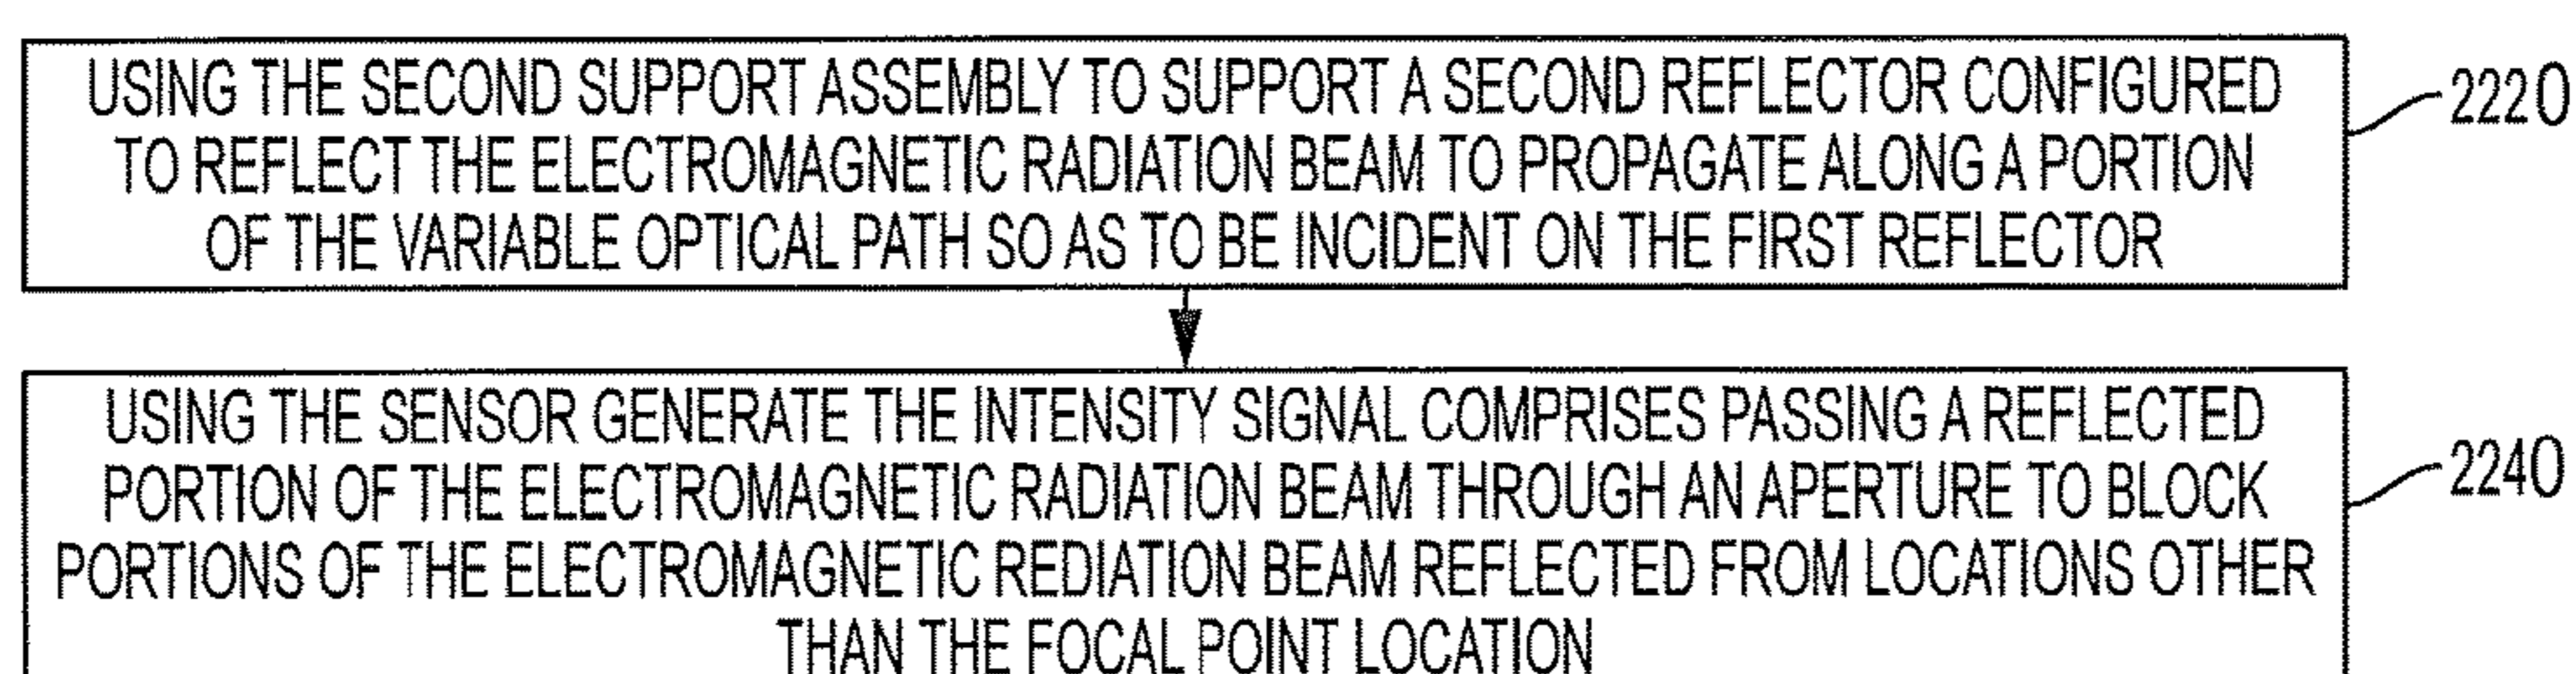 USING THE SECOND SUPPORT ASSEMBLY TO SUPPORT A SECOND REFLECTOR CONFIGURED
TO REFLECT THE ELECTROMAGNETIC RADIATION BEAM TO PROPAGATE ALONG A PORTION
OF THE VARIABLE OPTICAL PATH SO AS TO BE INCIDENT ON THE FIRST REFLECTOR
2220
USING THE SENSOR GENERATE THE INTENSITY SIGNAL COMPRISES PASSING A REFLECTED
PORTION OF THE ELECTROMAGNETIC RADIATION BEAM THROUGH AN APERTURE TO BLOCK
PORTIONS OF THE ELECTROMAGNETIC REDIATION BEAM REFLECTED FROM LOCATIONS OTHER
THAN THE FOCAL POINT LOCATION
2240